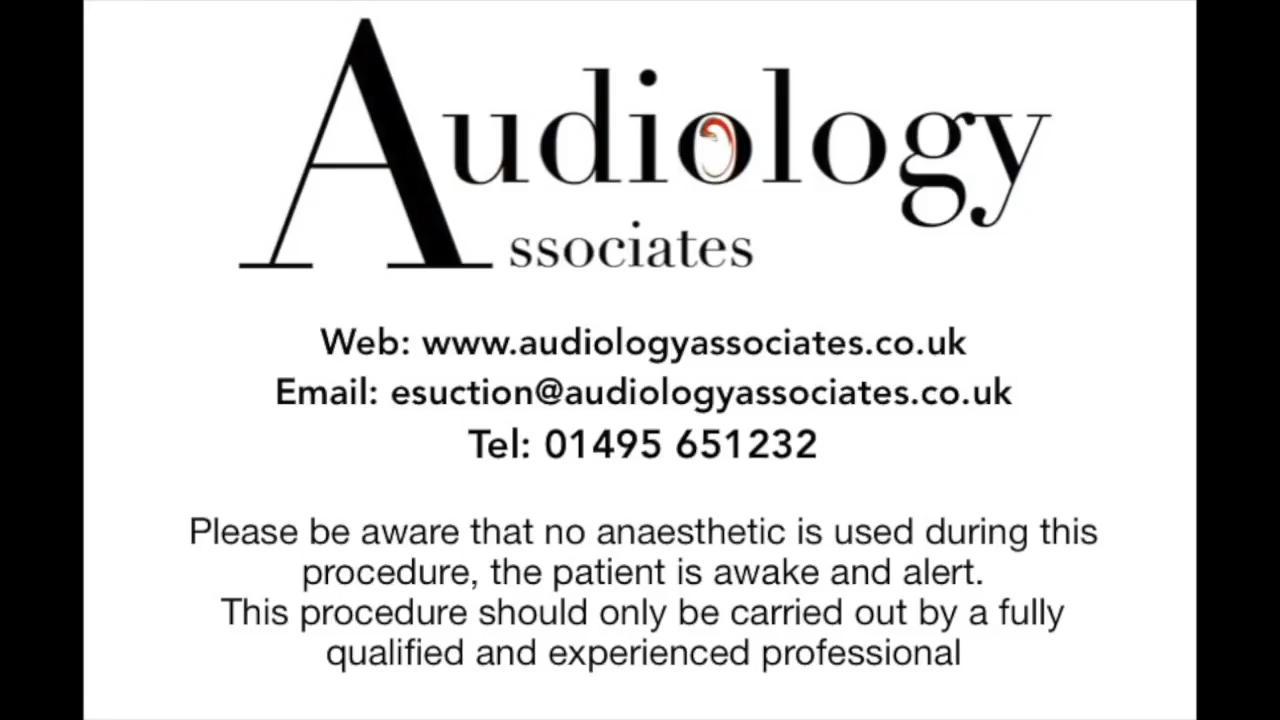 Audiology
ssociates
Web: www.audiologyassociates.co.uk
Email: esuction@audiologyassociates.co.uk
Tel: 01495 651232
Please be aware that no anaesthetic is used during this
procedure, the patient is awake and alert.
This procedure should only be carried out by a fully
qualified and experienced professional